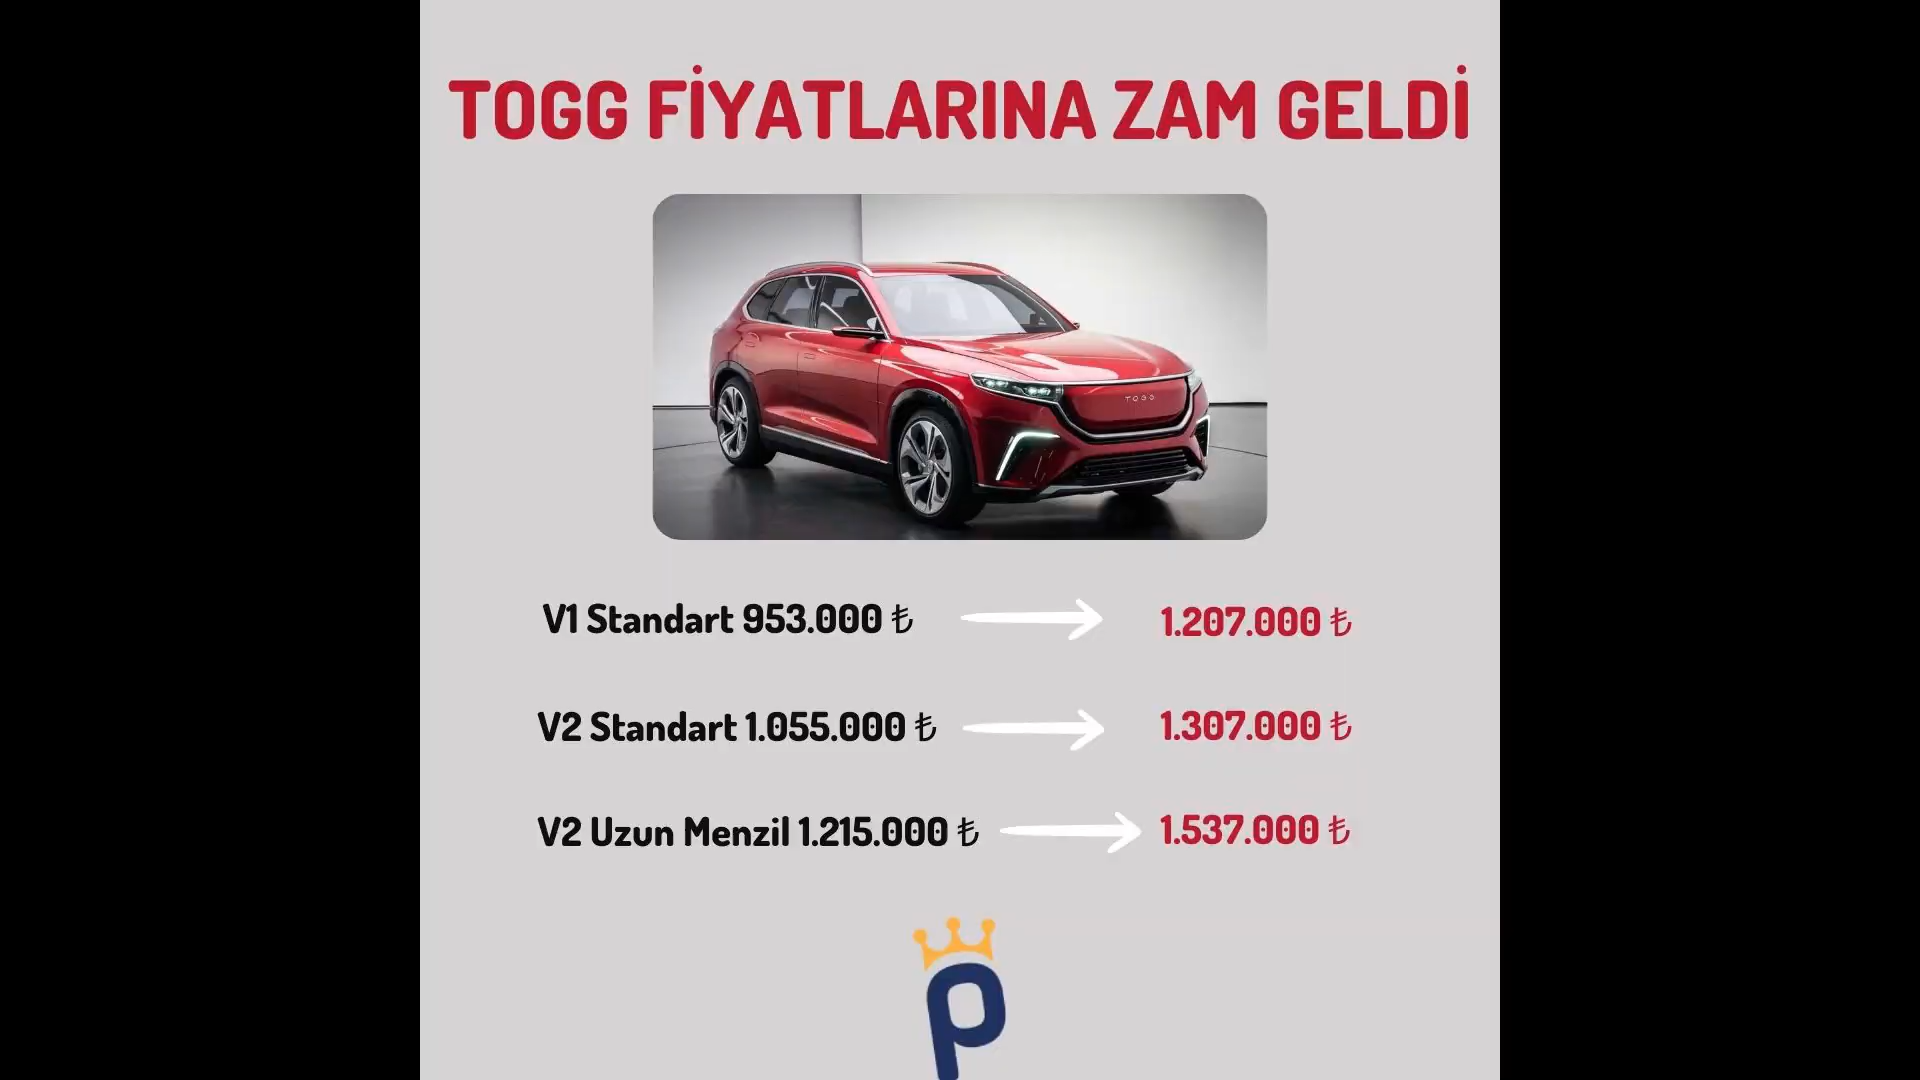 TOGG FİYATLARINA ZAM GELDİ
TOGG
V1 Standart 953.000 ₺ 1.207.000 ₺
V2 Standart 1.055.000 ₺ 1.307.000 ₺
V2 Uzun Menzil 1.215.000 ₺ 1.537.000 ₺
p